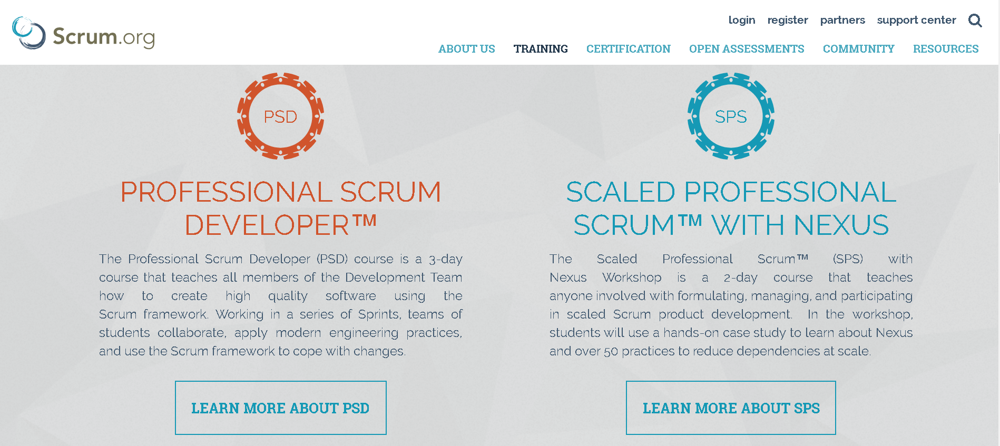 Scrum.org
login register partners support center
ABOUT US TRAINING CERTIFICATION OPEN ASSESSMENTS COMMUNITY RESOURCES
PSD
PROFESSIONAL SCRUM
DEVELOPER™
The Professional Scrum Developer (PSD) course is a 3-day
course that teaches all members of the Development Team
how to create high quality software using the
Scrum framework. Working in a series of Sprints, teams of
students collaborate, apply modern engineering practices,
and use the Scrum framework to cope with changes.
LEARN MORE ABOUT PSD
SPS
SCALED PROFESSIONAL
SCRUM™ WITH NEXUS
The Scaled Professional Scrum™ (SPS) with
Nexus Workshop is a 2-day course that teaches
anyone involved with formulating, managing, and participating
in scaled Scrum product development. In the workshop,
students will use a hands-on case study to learn about Nexus
and over 50 practices to reduce dependencies at scale.
LEARN MORE ABOUT SPS